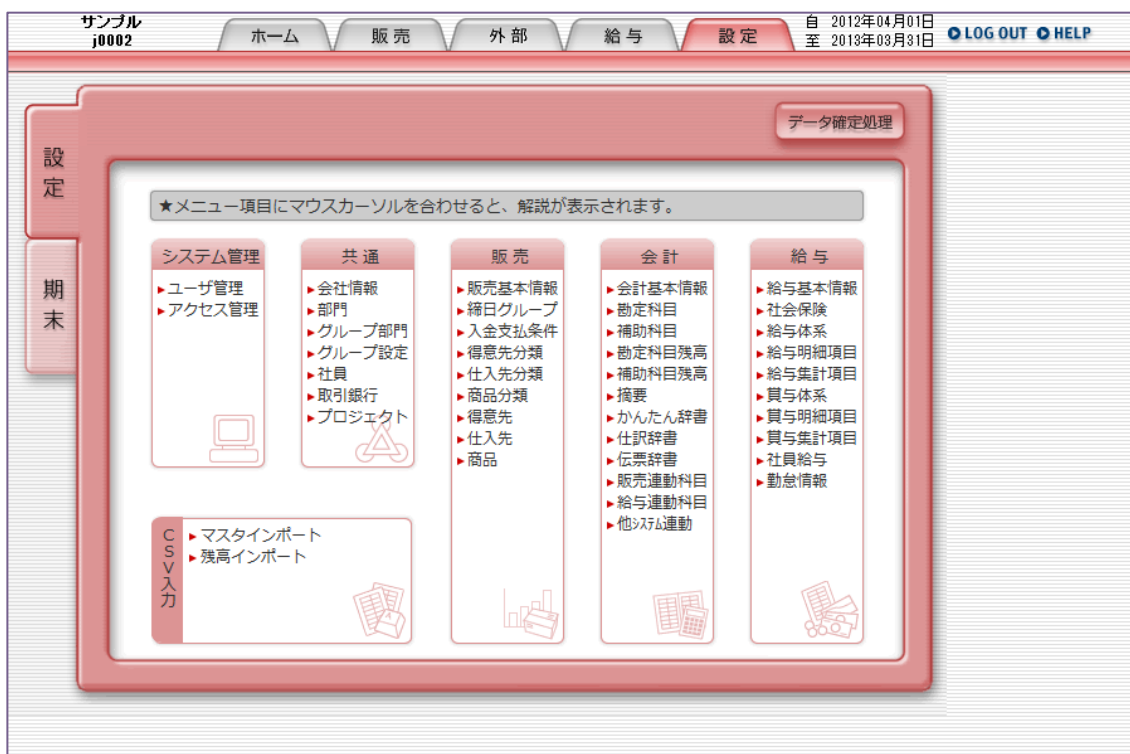 サンプル
j0002
ホーム
販売
外部
給与
設定
自 2012年04月01日
至 2013年03月31日
LOG OUT
HELP
設定
期末
データ確定処理
★メニュー項目にマウスカーソルを合わせると、解説が表示されます。
システム管理
ユーザ管理
アクセス管理
共通
会社情報
部門
グループ部門
グループ設定
社員
取引銀行
プロジェクト
販売
販売基本情報
締日グループ
入金支払条件
得意先分類
仕入先分類
商品分類
得意先
仕入先
商品
会計
会計基本情報
勘定科目
補助科目
勘定科目残高
補助科目残高
摘要
かんたん辞書
仕訳辞書
伝票辞書
販売連動科目
給与連動科目
他ｼｽﾃﾑ連動
給与
給与基本情報
社会保険
給与体系
給与明細項目
給与集計項目
賞与体系
賞与明細項目
賞与集計項目
社員給与
勤怠情報
CSV入力
マスタインポート
残高インポート